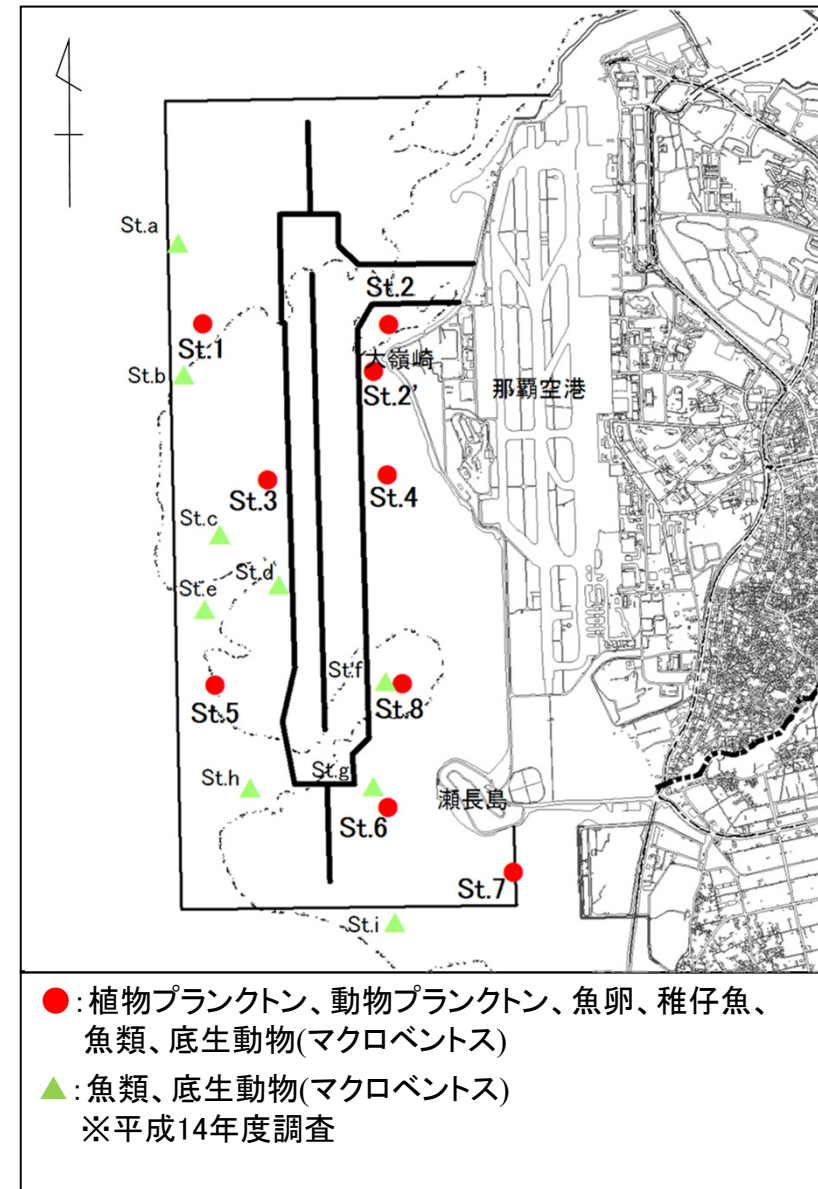 St.a
St.2
St.1
大嶺崎
St.b
St.2'
那覇空港
St.3
St.4
St.c
St.d
St.e
St.f
St.5
St.8
St.h
St.g
瀬長島
St.6
St.7
St.i
●:植物プランクトン、動物プランクトン、魚卵、稚仔魚、
魚類、底生動物(マクロベントス)
▲:魚類、底生動物(マクロベントス)
※平成14年度調査